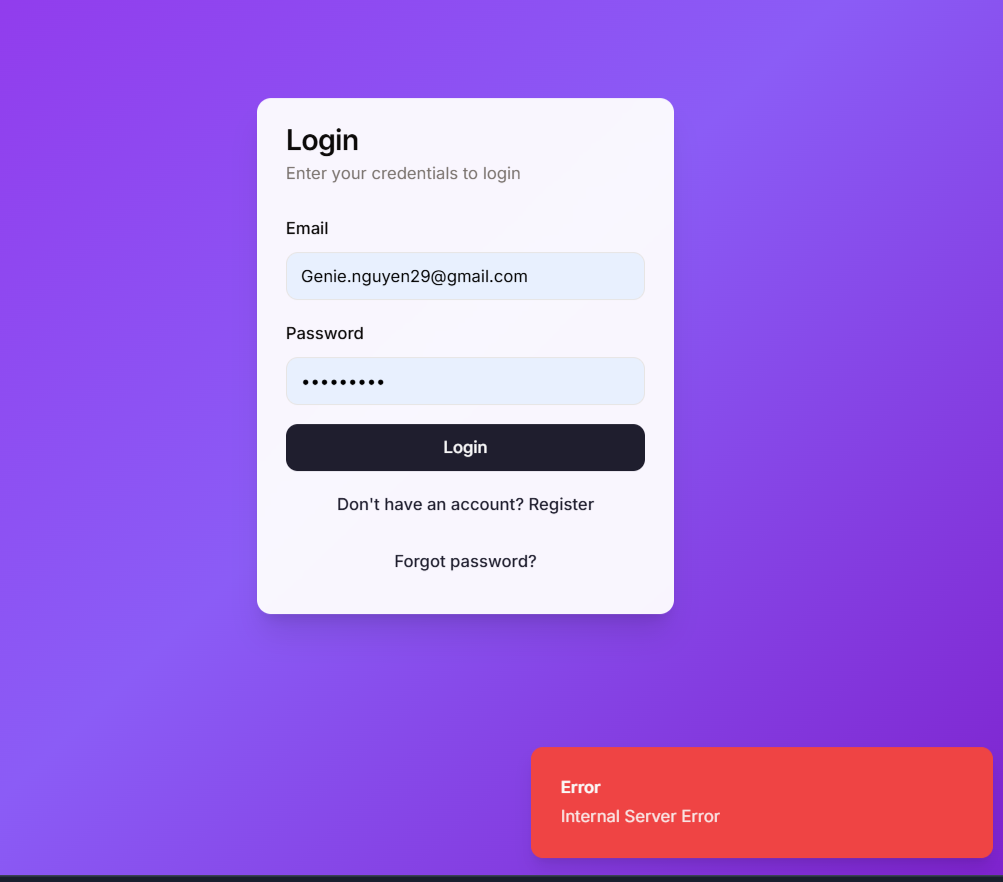 Login
Enter your credentials to login
Email
Genie.nguyen29@gmail.com
Password
•••••••••
Login
Don't have an account? Register
Forgot password?
Error
Internal Server Error